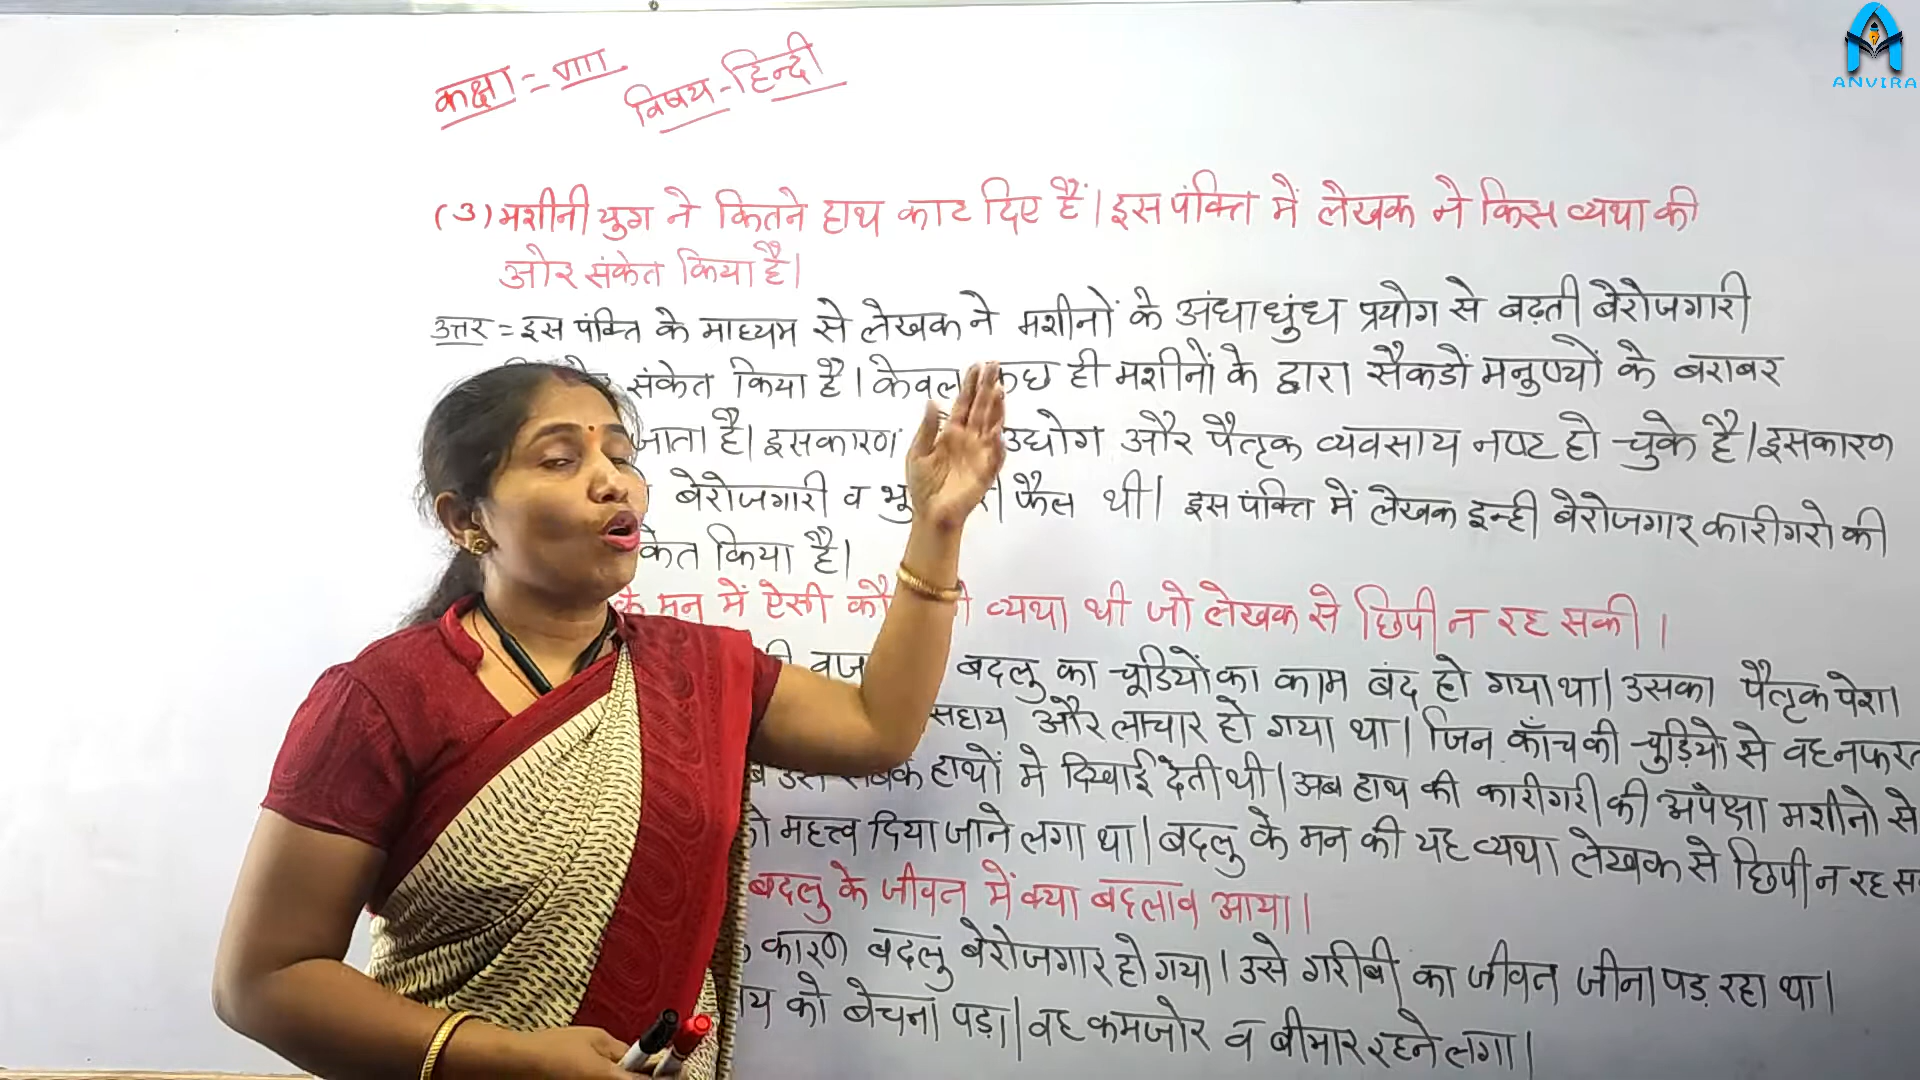 कक्षा = VIII
विषय - हिन्दी
ANVIRA
(3) मशीनी युग ने कितने हाथ काट दिए हैं। इस पंक्ति में लेखक ने किस व्यथा की
ओर संकेत किया है।
उत्तर = इस पंक्ति के माध्यम से लेखक ने मशीनों के अंधाधुंध प्रयोग से बढ़ती बेरोजगारी
संकेत किया है। केवल कुछ ही मशीनों के द्वारा सैकडों मनुष्यों के बराबर
जाता है। इसकारण उद्योग और पैतृक व्यवसाय नष्ट हो चुके है। इसकारण
बेरोजगारी व फैल थी। इस पंक्ति में लेखक इन्ही बेरोजगार कारीगरो की
किया है।
के मन में ऐसी व्यथा थी जो लेखक से छिपी न रह सकी।
बदलु का चूडियों का काम बंद हो गया था। उसका पैतृक पेशा
और लाचार हो गया था। जिन काँच की चुड़ियो से वह
हाथों मे दिखाई देती थी। अब हाथ की कारीगरी की अपेक्षा मशीनो से
महत्त्व दिया जाने लगा था। बदलु के मन की यह व्यथा लेखक से छिपी न रह
बदलु के जीवन में क्या बदलाव आया।
कारण बदलु बेरोजगार हो गया। उसे गरीबी का जीवन जीना पड़ रहा था।
को बेचना पड़ा। वह कमजोर व बीमार रहने लगा।